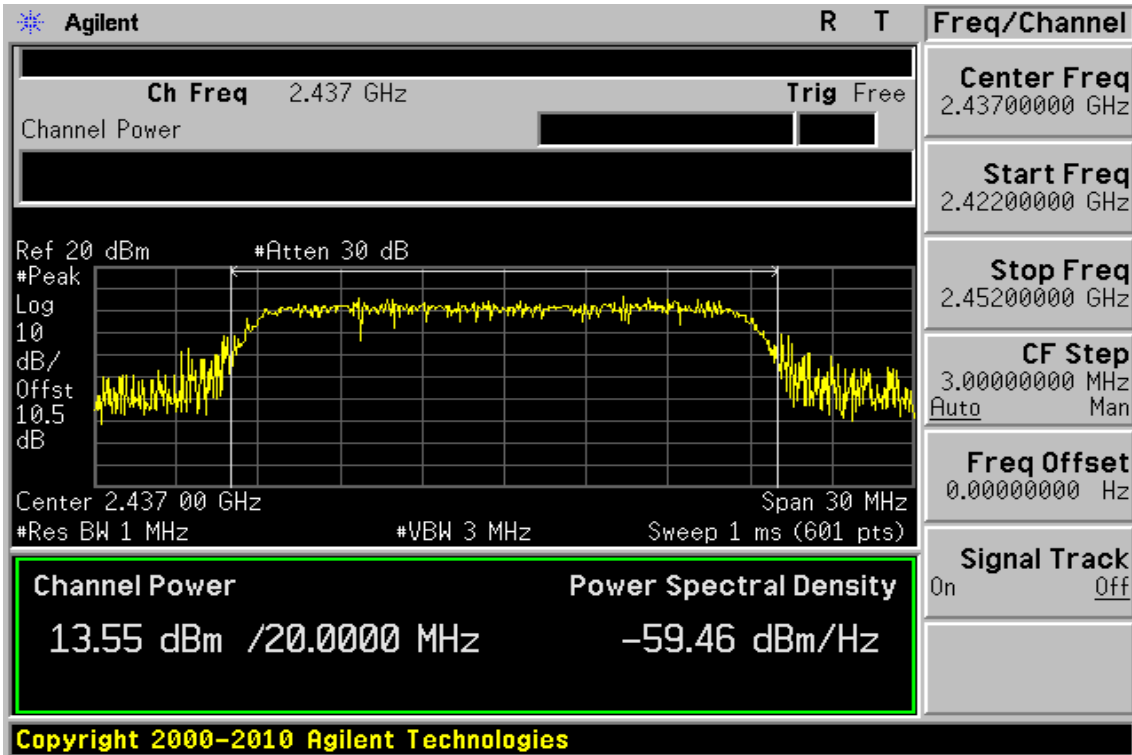 Agilent R T
Ch Freq 2.437 GHz Trig Free
Channel Power
Ref 20 dBm #Atten 30 dB
#Peak
Log
10
dB/
Offst
10.5
dB
Center 2.437 00 GHz Span 30 MHz
#Res BW 1 MHz #VBW 3 MHz Sweep 1 ms (601 pts)
Channel Power Power Spectral Density
13.55 dBm /20.0000 MHz -59.46 dBm/Hz
Copyright 2000-2010 Agilent Technologies
Freq/Channel
Center Freq
2.43700000 GHz
Start Freq
2.42200000 GHz
Stop Freq
2.45200000 GHz
CF Step
3.00000000 MHz
Auto Man
Freq Offset
0.00000000 Hz
Signal Track
On Off